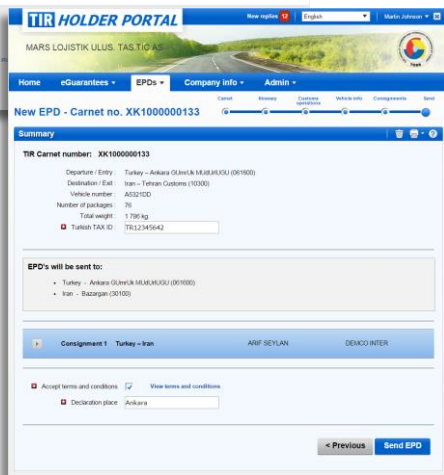 TIR HOLDER PORTAL
New replies 12 English Martin Johnson
MARS LOJISTIK ULUS. TAS.TIC.AS.
Home eGuarantees EPDs Company info Admin
New EPD - Carnet no. XK1000000133
Carnet Itinerary Customs operations Vehicle info Consignments Send
Summary
TIR Carnet number: XK1000000133
Departure / Entry : Turkey – Ankara GUmrUk MUdUrlUGU (061600)
Destination / Exit : Iran – Tehran Customs (10300)
Vehicle number : A5321DD
Number of packages : 76
Total weight : 1 796 kg
Turkish TAX ID : TR12345642
EPD's will be sent to:
• Turkey - Ankara GUmrUk MUdUrlUGU (061600)
• Iran - Bazargan (30100)
Consignment 1 Turkey – Iran ARIF SEYLAN DEMCO INTER
Accept terms and conditions View terms and conditions
Declaration place Ankara
< Previous Send EPD